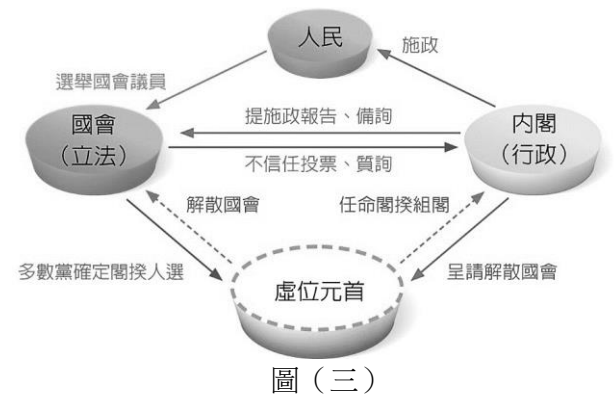 人民
施政
選舉國會議員
國會
（立法）
提施政報告、備詢
不信任投票、質詢
內閣
（行政）
解散國會
任命閣揆組閣
多數黨確定閣揆人選
虛位元首
呈請解散國會
圖（三）